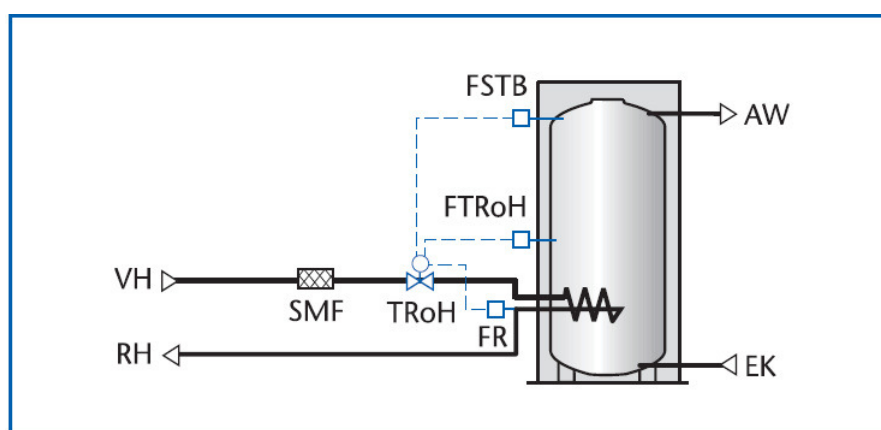 FSTB
AW
FTRoH
VH
SMF
TRoH
FR
RH
EK